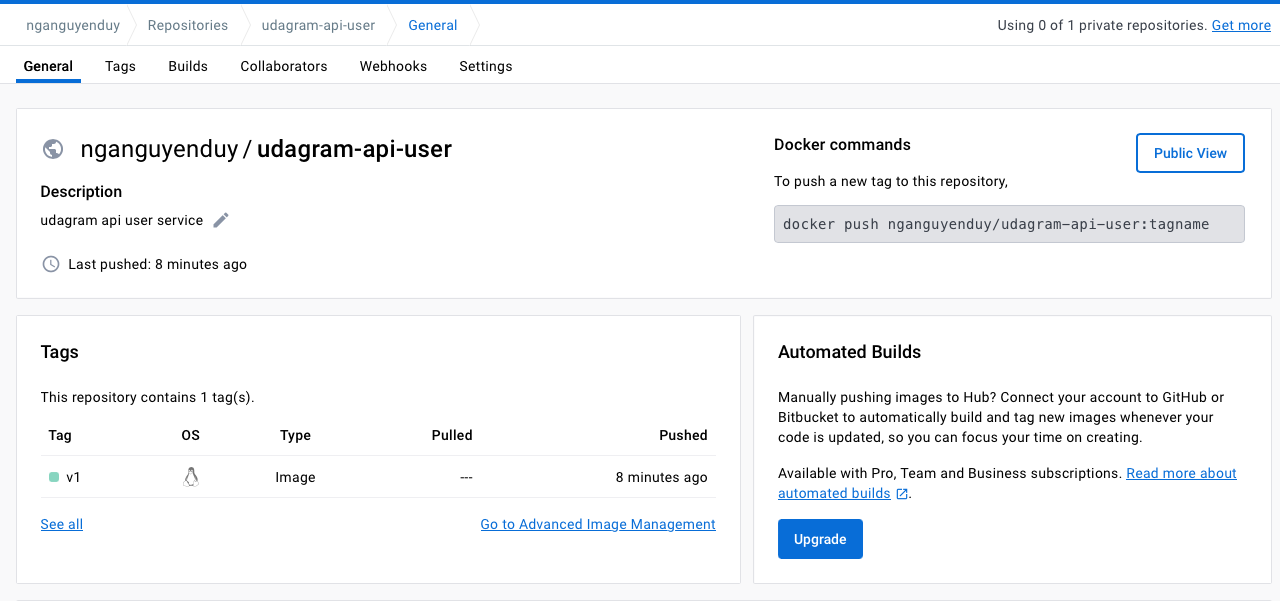 nganguyenduy
Repositories
udagram-api-user
General
Using 0 of 1 private repositories. Get more
General
Tags
Builds
Collaborators
Webhooks
Settings
nganguyenduy / udagram-api-user
Description
udagram api user service
Last pushed: 8 minutes ago
Docker commands
Public View
To push a new tag to this repository,
docker push nganguyenduy/udagram-api-user:tagname
Tags
This repository contains 1 tag(s).
Tag OS Type Pulled Pushed
v1 Image --- 8 minutes ago
See all
Go to Advanced Image Management
Automated Builds
Manually pushing images to Hub? Connect your account to GitHub or
Bitbucket to automatically build and tag new images whenever your
code is updated, so you can focus your time on creating.
Available with Pro, Team and Business subscriptions. Read more about
automated builds.
Upgrade